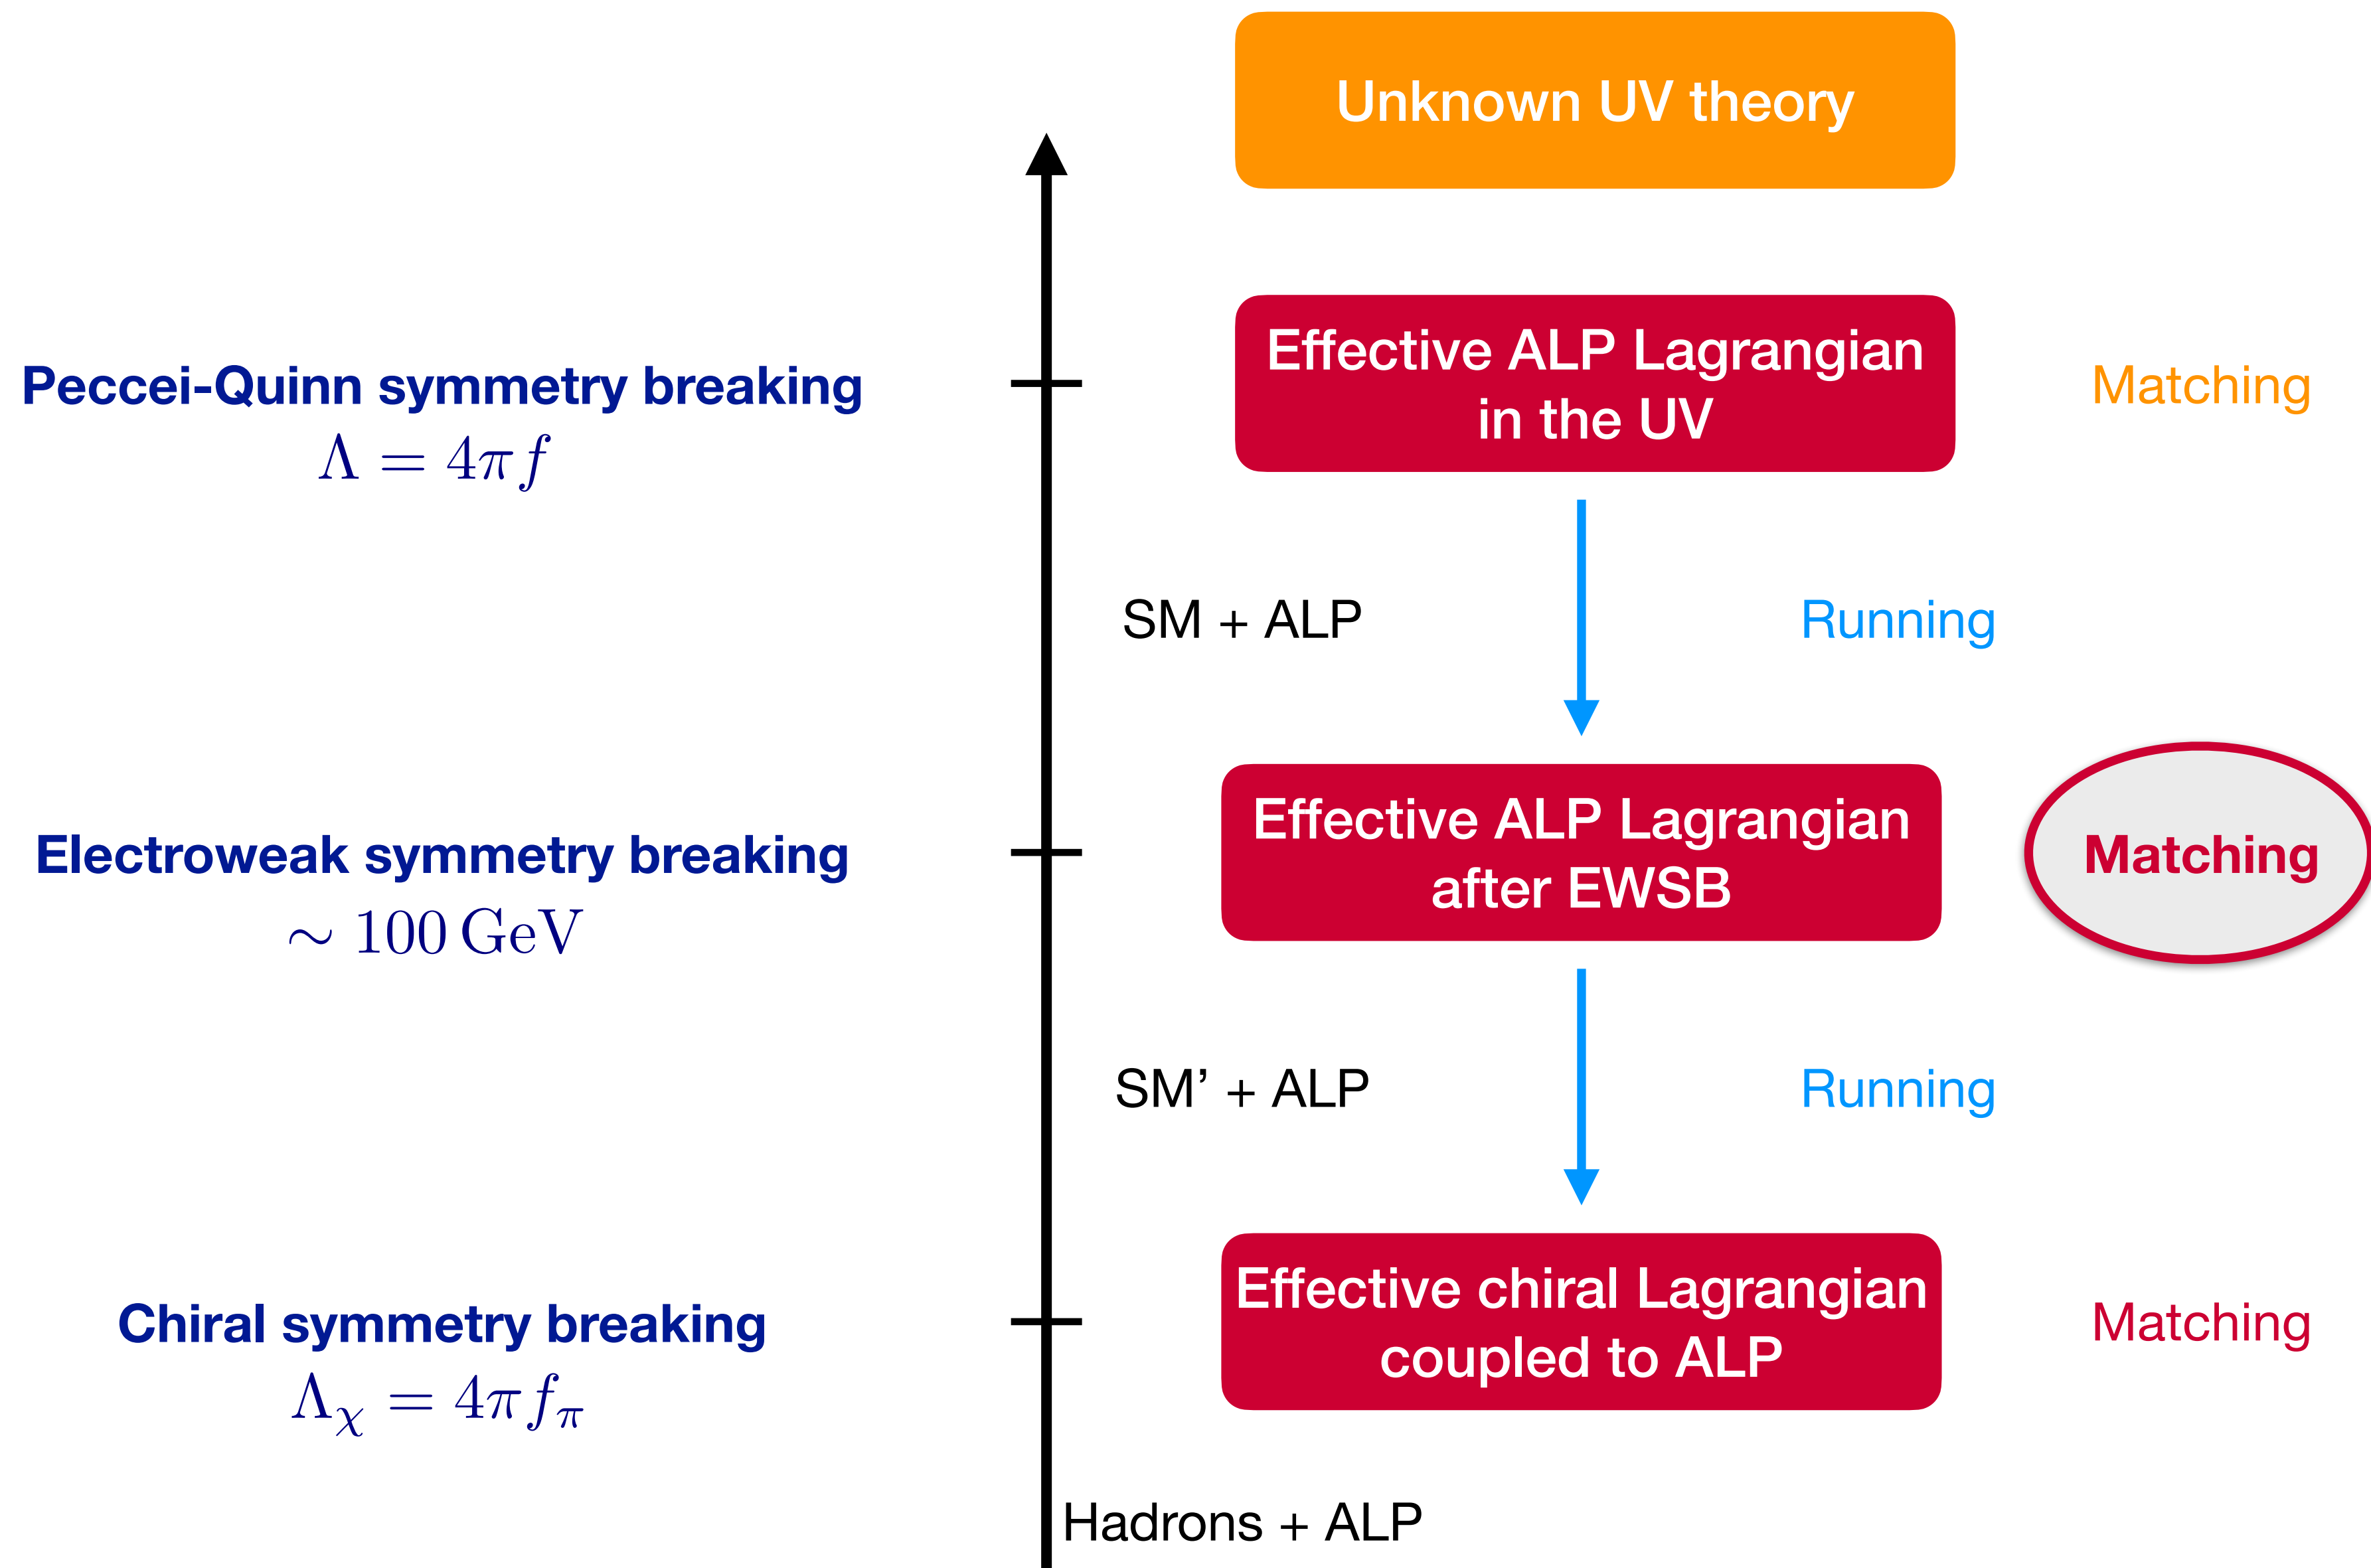 Unknown UV theory
Peccei-Quinn symmetry breaking
Λ = 4πf
Effective ALP Lagrangian
in the UV
Matching
SM + ALP
Running
Electroweak symmetry breaking
∼ 100 GeV
Effective ALP Lagrangian
after EWSB
Matching
SM’ + ALP
Running
Chiral symmetry breaking
Λ_χ = 4πf_π
Effective chiral Lagrangian
coupled to ALP
Matching
Hadrons + ALP